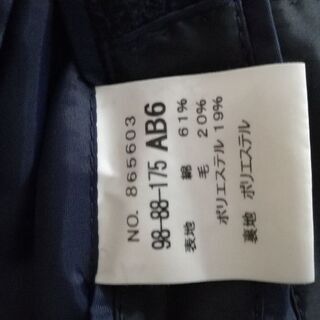 NO. 865603
98-88-175 AB6
表地 綿 61%
毛 20%
ポリエステル 19%
裏地 ポリエステル